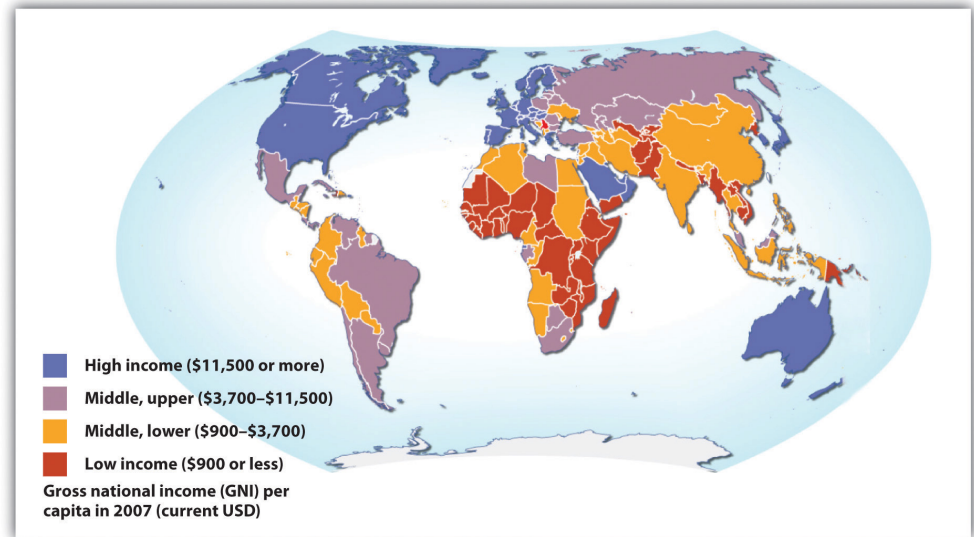 High income ($11,500 or more)
Middle, upper ($3,700–$11,500)
Middle, lower ($900–$3,700)
Low income ($900 or less)
Gross national income (GNI) per
capita in 2007 (current USD)